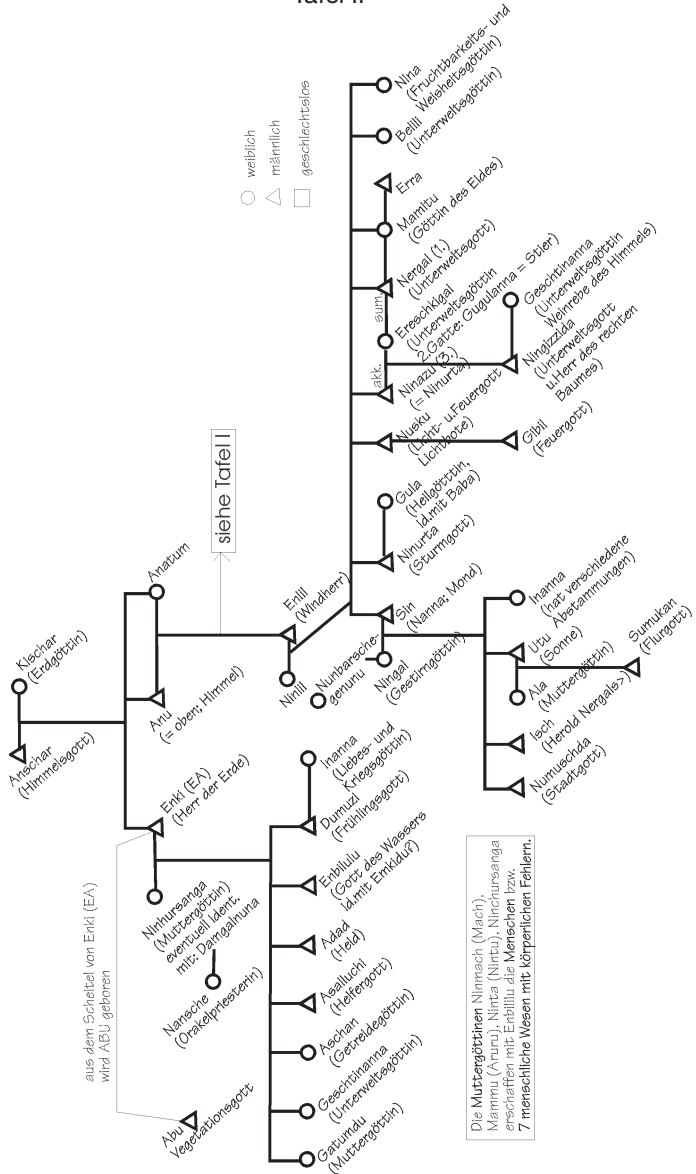 Tafel II
Anschar
(Himmelsgott)
Kischar
(Erdgöttin)
Enki (EA)
(Herr der Erde)
Anu
(= oben; Himmel)
Anatum
siehe Tafel I
○ weiblich
△ männlich
□ geschlechtslos
aus dem Scheitel von Enki (EA)
wird ABU geboren
Abu
Vegetationsgott
Ninhursanga
(Muttergöttin)
eventuell ident.
mit: Damgalnuna
Nansche
(Orakelpriesterin)
Ninlil
Enlil
(Windherr)
Nunbarsche-
genunu
Gatumdu
(Muttergöttin)
Geschtinanna
(Unterweltsgöttin)
Aschan
(Getreidegöttin)
Asalluchi
(Helfergott)
Adad
(Held)
Enbilulu
(Gott des Wassers
id.mit Emkidu?)
Dumuzi
(Frühlingsgott)
Inanna
(Liebes- und
Kriegsgöttin)
Ningal
(Gestirngöttin)
Sin
(Nanna; Mond)
Ninurta
(Sturmgott)
Gula
(Heilgötttin,
id.mit Baba)
Nusku
(Licht- u.Feuergott
Lichtbote)
akk.
Ninazu (3.)
(= Ninurta)
sum.
Ereschkigal
(Unterweltsgöttin
2.Gatte: Gugulanna = Stier)
Nergal (1.)
(Unterweltsgott)
Mamitu
(Göttin des Eides)
Erra
Belili
(Unterweltsgöttin)
Nina
(Fruchtbarkeits- und
Weisheitsgöttin)
Gibil
(Feuergott)
Ningizzida
(Unterweltsgott
u.Herr des rechten
Baumes)
Geschtinanna
(Unterweltsgöttin
Weinrebe des Himmels)
Numuschda
(Stadtgott)
Isch
(Herold Nergals>)
Ala
(Muttergöttin)
Utu
(Sonne)
Inanna
(hat verschiedene
Abstammungen)
Sumukan
(Flurgott)
Die Muttergöttinen Ninmach (Mach),
Mammu (Aruru), Ninta (Nintu), Ninchursanga
erschaffen mit Enbilulu die Menschen bzw.
7 menschliche Wesen mit körperlichen Fehlern.